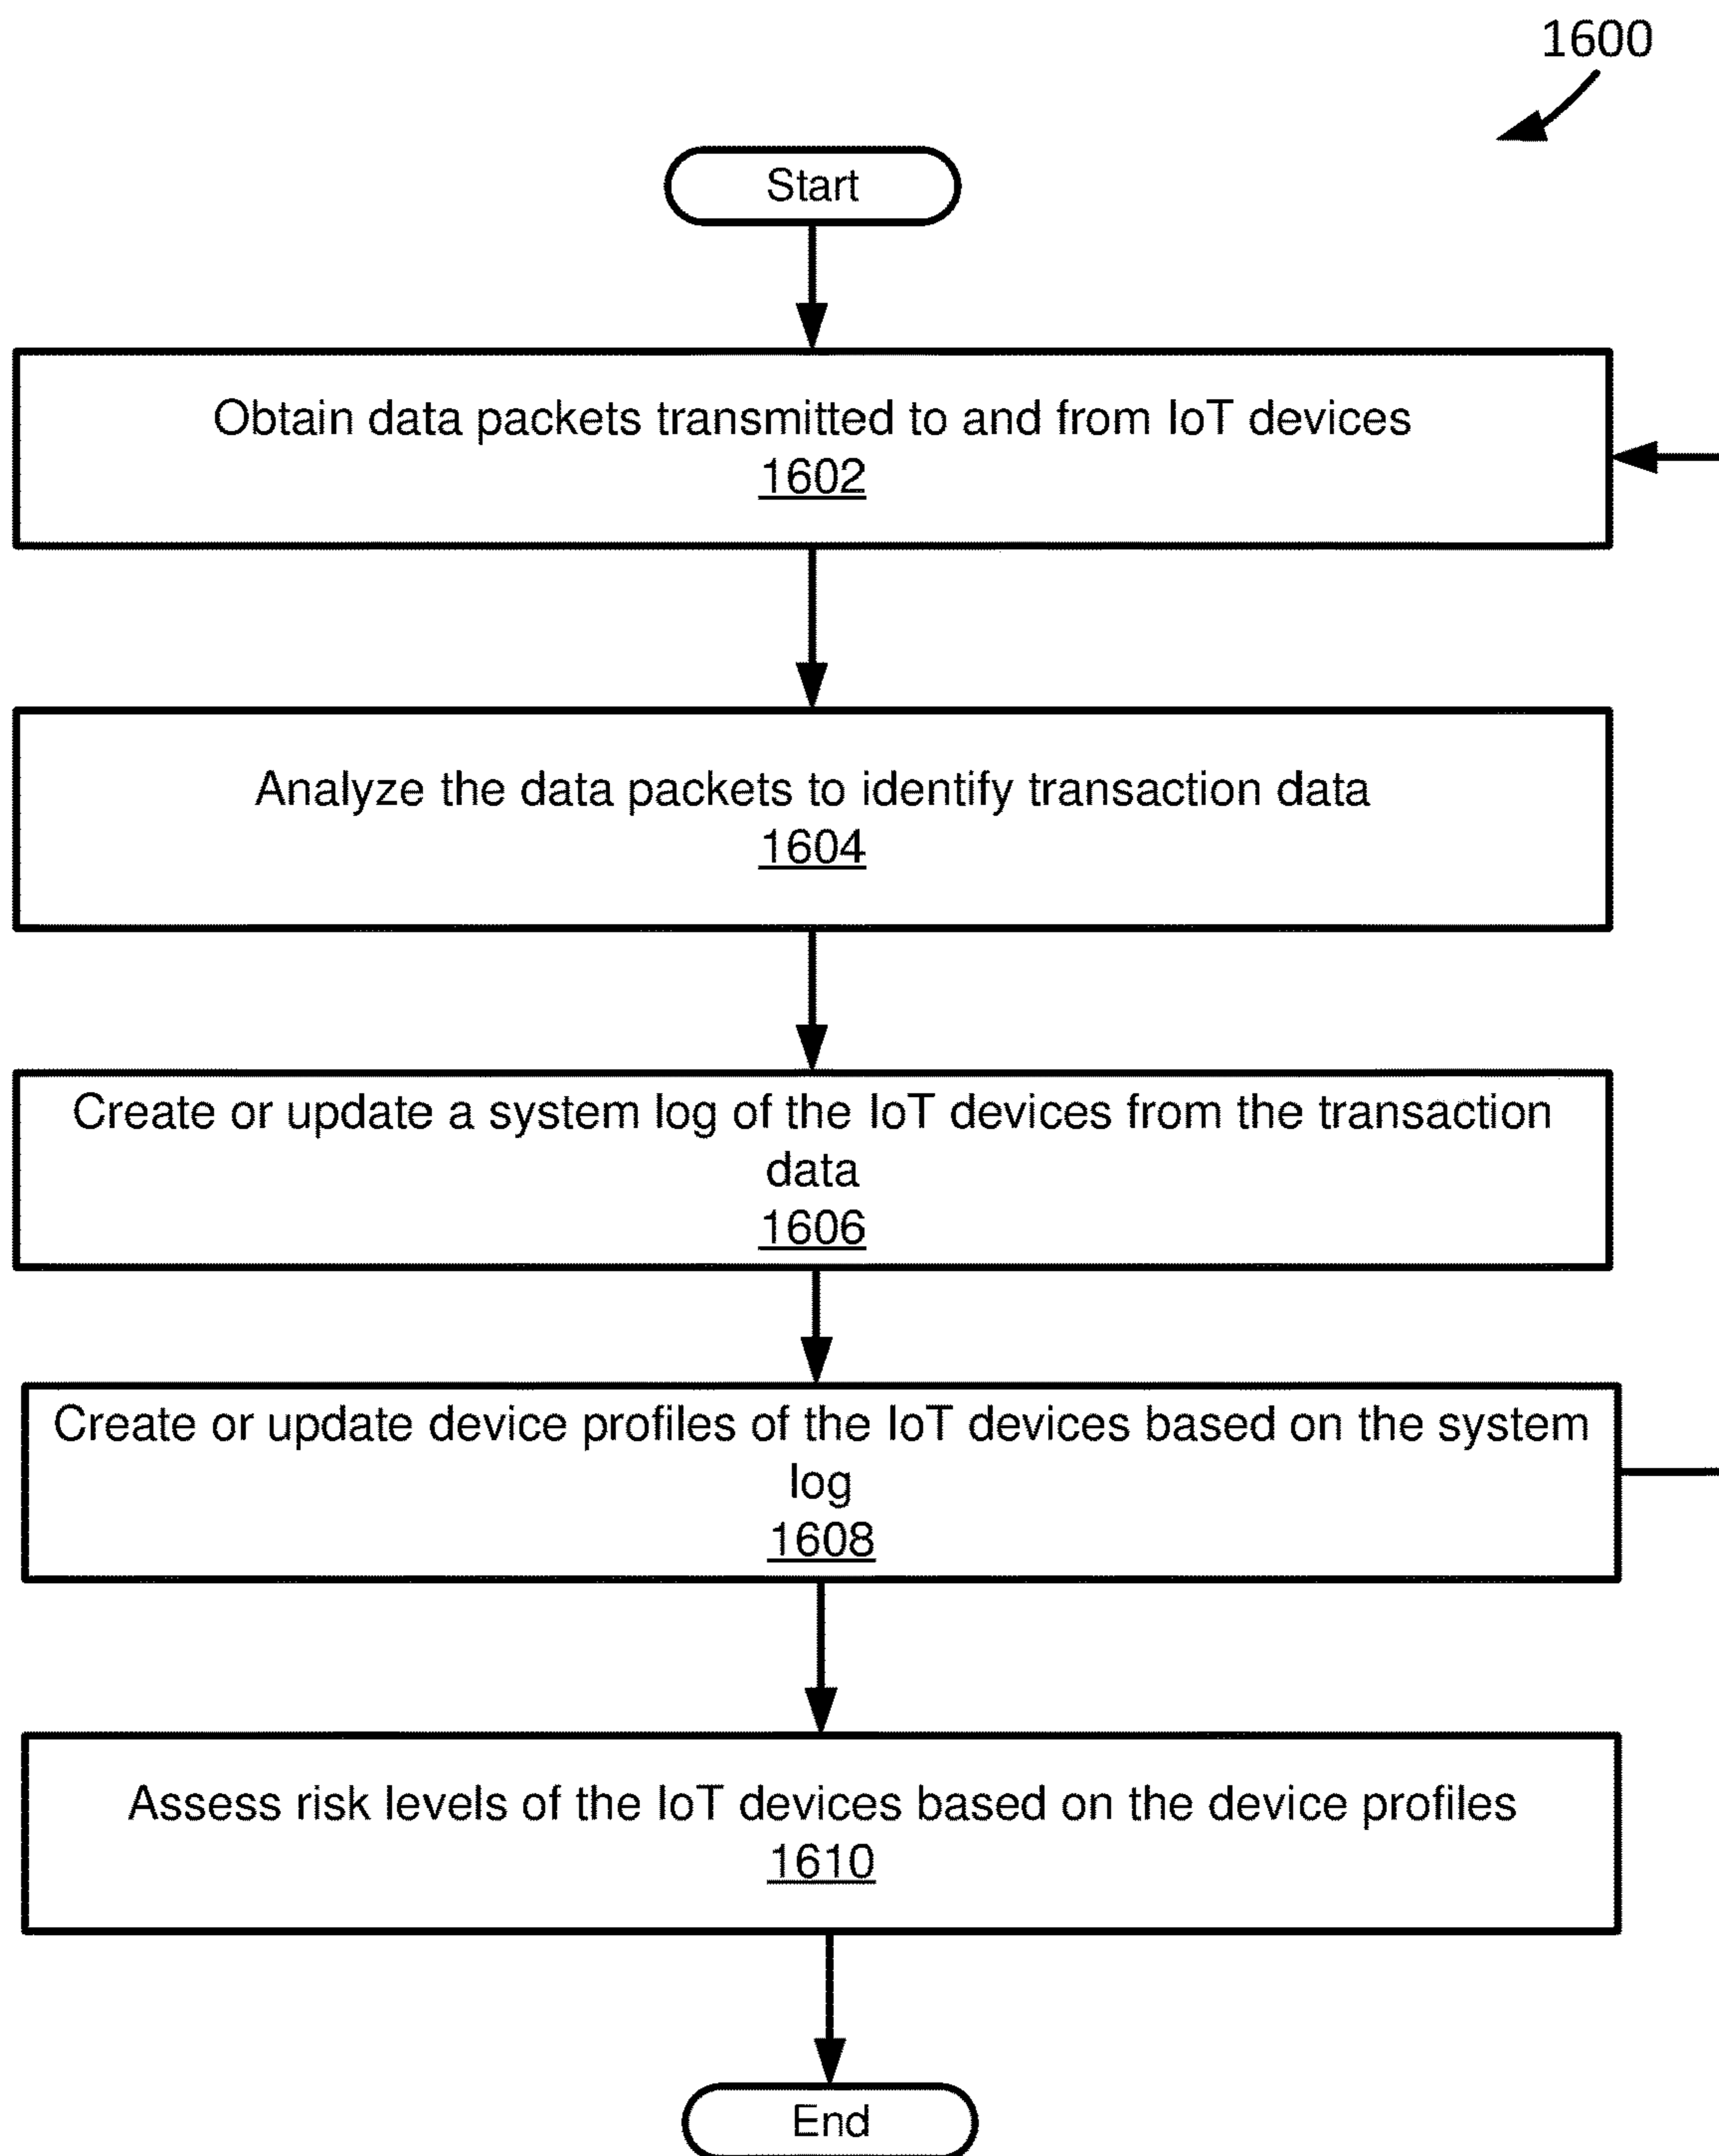 1600
Start
Obtain data packets transmitted to and from IoT devices
1602
Analyze the data packets to identify transaction data
1604
Create or update a system log of the IoT devices from the transaction
data
1606
Create or update device profiles of the IoT devices based on the system
log
1608
Assess risk levels of the IoT devices based on the device profiles
1610
End